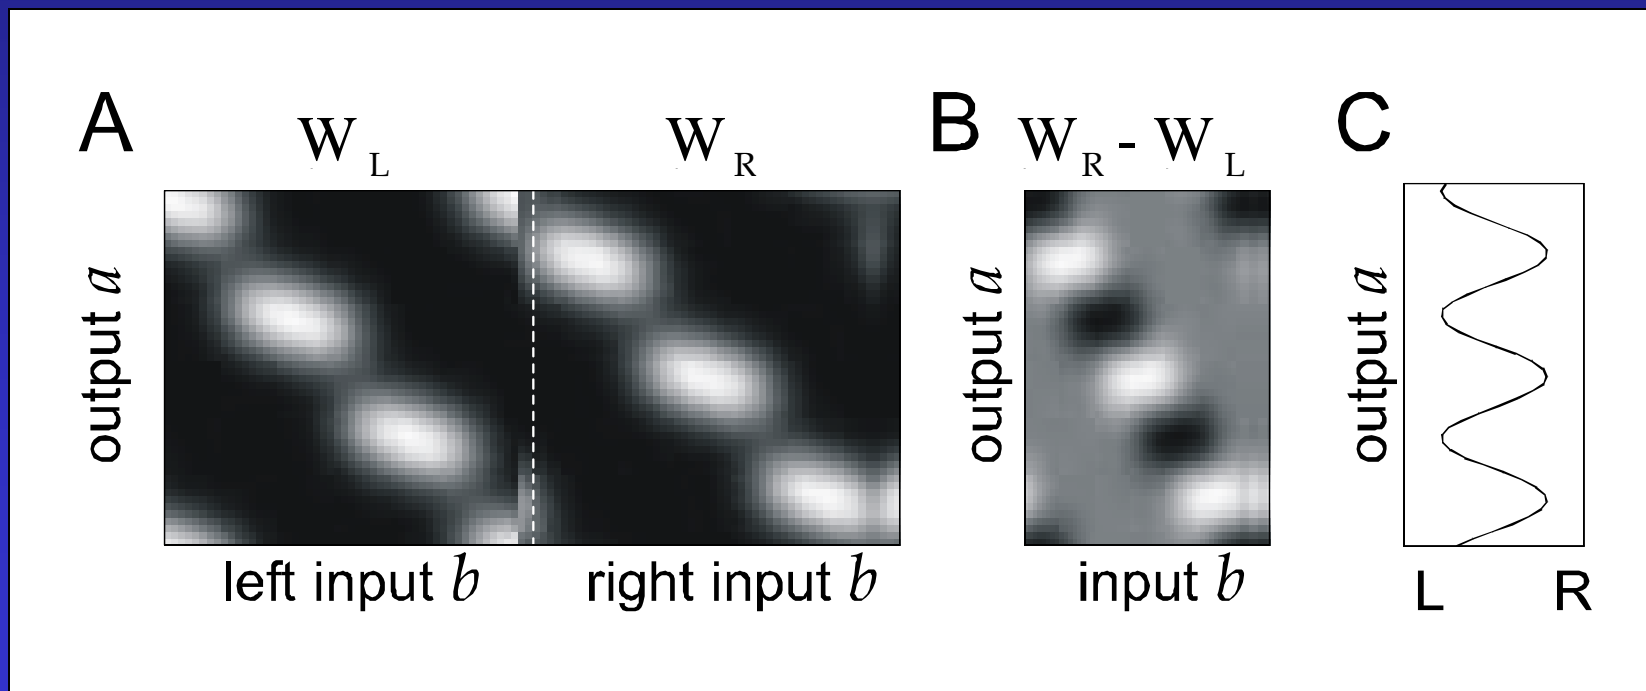 A
W L
W R
output a
left input b
right input b
B
W R - W L
output a
input b
C
output a
L R